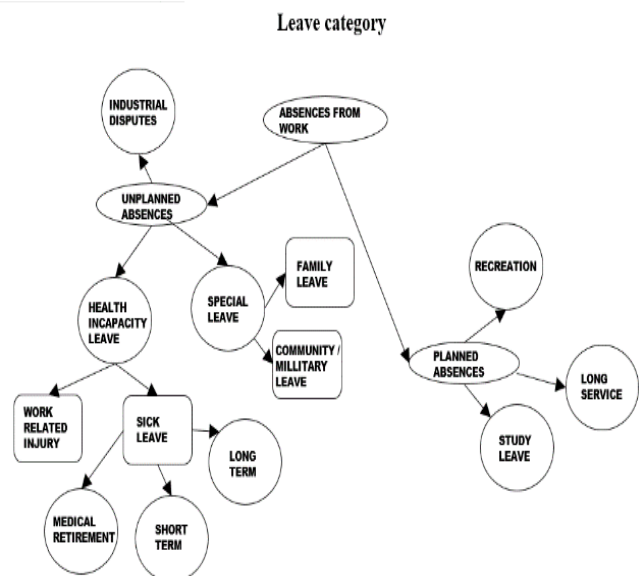 Leave category
INDUSTRIAL
DISPUTES
ABSENCES FROM
WORK
UNPLANNED
ABSENCES
FAMILY
LEAVE
RECREATION
HEALTH
INCAPACITY
LEAVE
SPECIAL
LEAVE
COMMUNITY /
MILLITARY
LEAVE
PLANNED
ABSENCES
LONG
SERVICE
WORK
RELATED
INJURY
SICK
LEAVE
LONG
TERM
STUDY
LEAVE
MEDICAL
RETIREMENT
SHORT
TERM